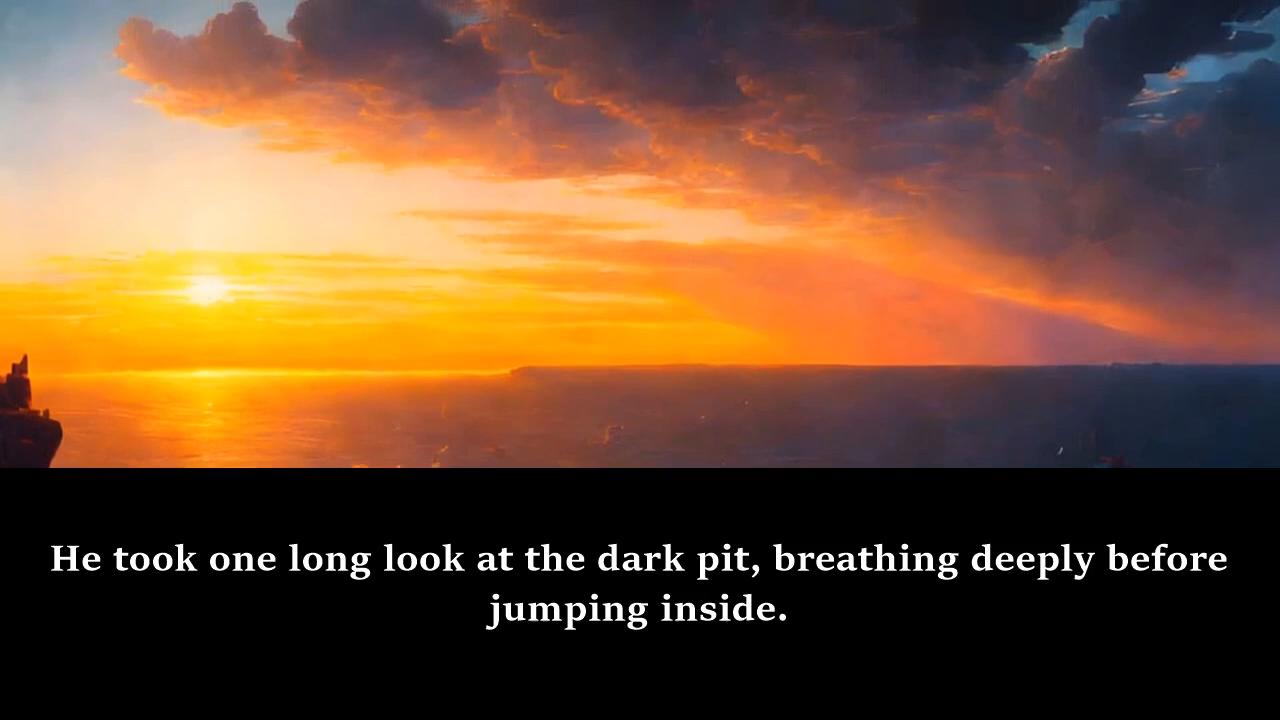 He took one long look at the dark pit, breathing deeply before
jumping inside.